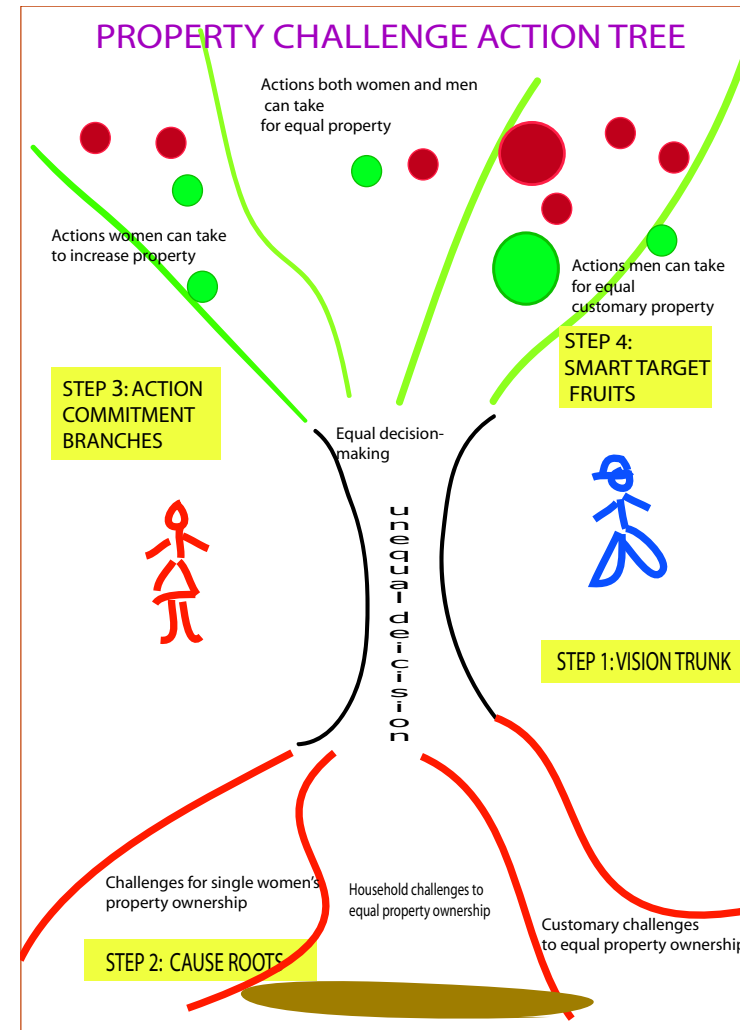 PROPERTY CHALLENGE ACTION TREE
Actions both women and men
can take
for equal property
Actions women can take
to increase property
Actions men can take
for equal
customary property
STEP 4:
SMART TARGET
FRUITS
STEP 3: ACTION
COMMITMENT
BRANCHES
Equal decision-
making
unequal deicision
STEP 1: VISION TRUNK
Challenges for single women's
property ownership
Household challenges to
equal property ownership
Customary challenges
to equal property ownership
STEP 2: CAUSE ROOTS